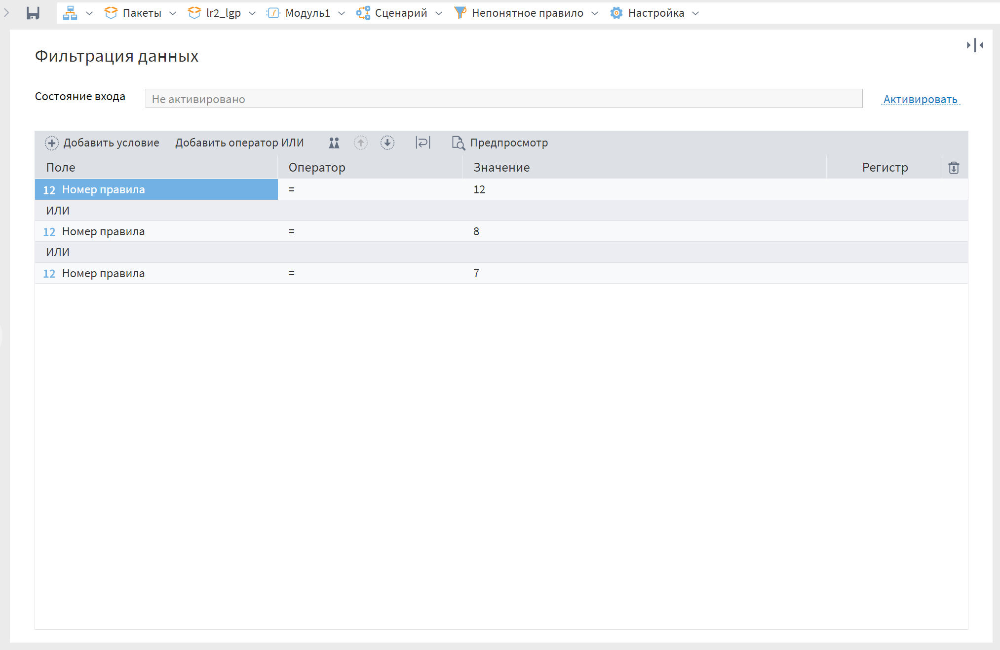 Пакеты lr2_lgp Модуль1 Сценарий Непонятное правило Настройка
Фильтрация данных
Состояние входа Не активировано Активировать
Добавить условие Добавить оператор ИЛИ Предпросмотр
Поле Оператор Значение Регистр
12 Номер правила = 12
ИЛИ
12 Номер правила = 8
ИЛИ
12 Номер правила = 7